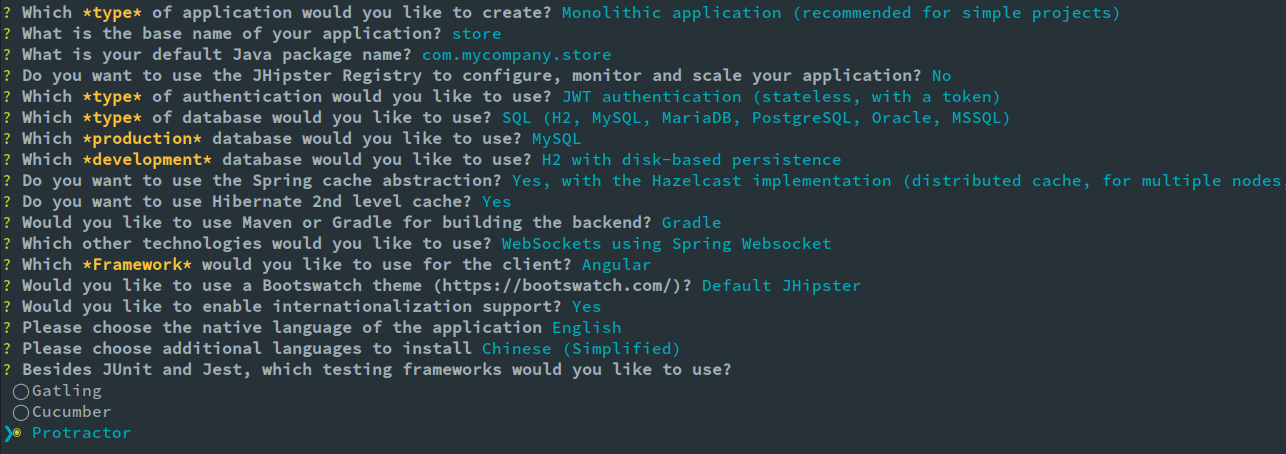 ? Which *type* of application would you like to create? Monolithic application (recommended for simple projects)
? What is the base name of your application? store
? What is your default Java package name? com.mycompany.store
? Do you want to use the JHipster Registry to configure, monitor and scale your application? No
? Which *type* of authentication would you like to use? JWT authentication (stateless, with a token)
? Which *type* of database would you like to use? SQL (H2, MySQL, MariaDB, PostgreSQL, Oracle, MSSQL)
? Which *production* database would you like to use? MySQL
? Which *development* database would you like to use? H2 with disk-based persistence
? Do you want to use the Spring cache abstraction? Yes, with the Hazelcast implementation (distributed cache, for multiple nodes,
? Do you want to use Hibernate 2nd level cache? Yes
? Would you like to use Maven or Gradle for building the backend? Gradle
? Which other technologies would you like to use? WebSockets using Spring Websocket
? Which *Framework* would you like to use for the client? Angular
? Would you like to use a Bootswatch theme (https://bootswatch.com/)? Default JHipster
? Would you like to enable internationalization support? Yes
? Please choose the native language of the application English
? Please choose additional languages to install Chinese (Simplified)
? Besides JUnit and Jest, which testing frameworks would you like to use?
◯ Gatling
◯ Cucumber
❯◉ Protractor